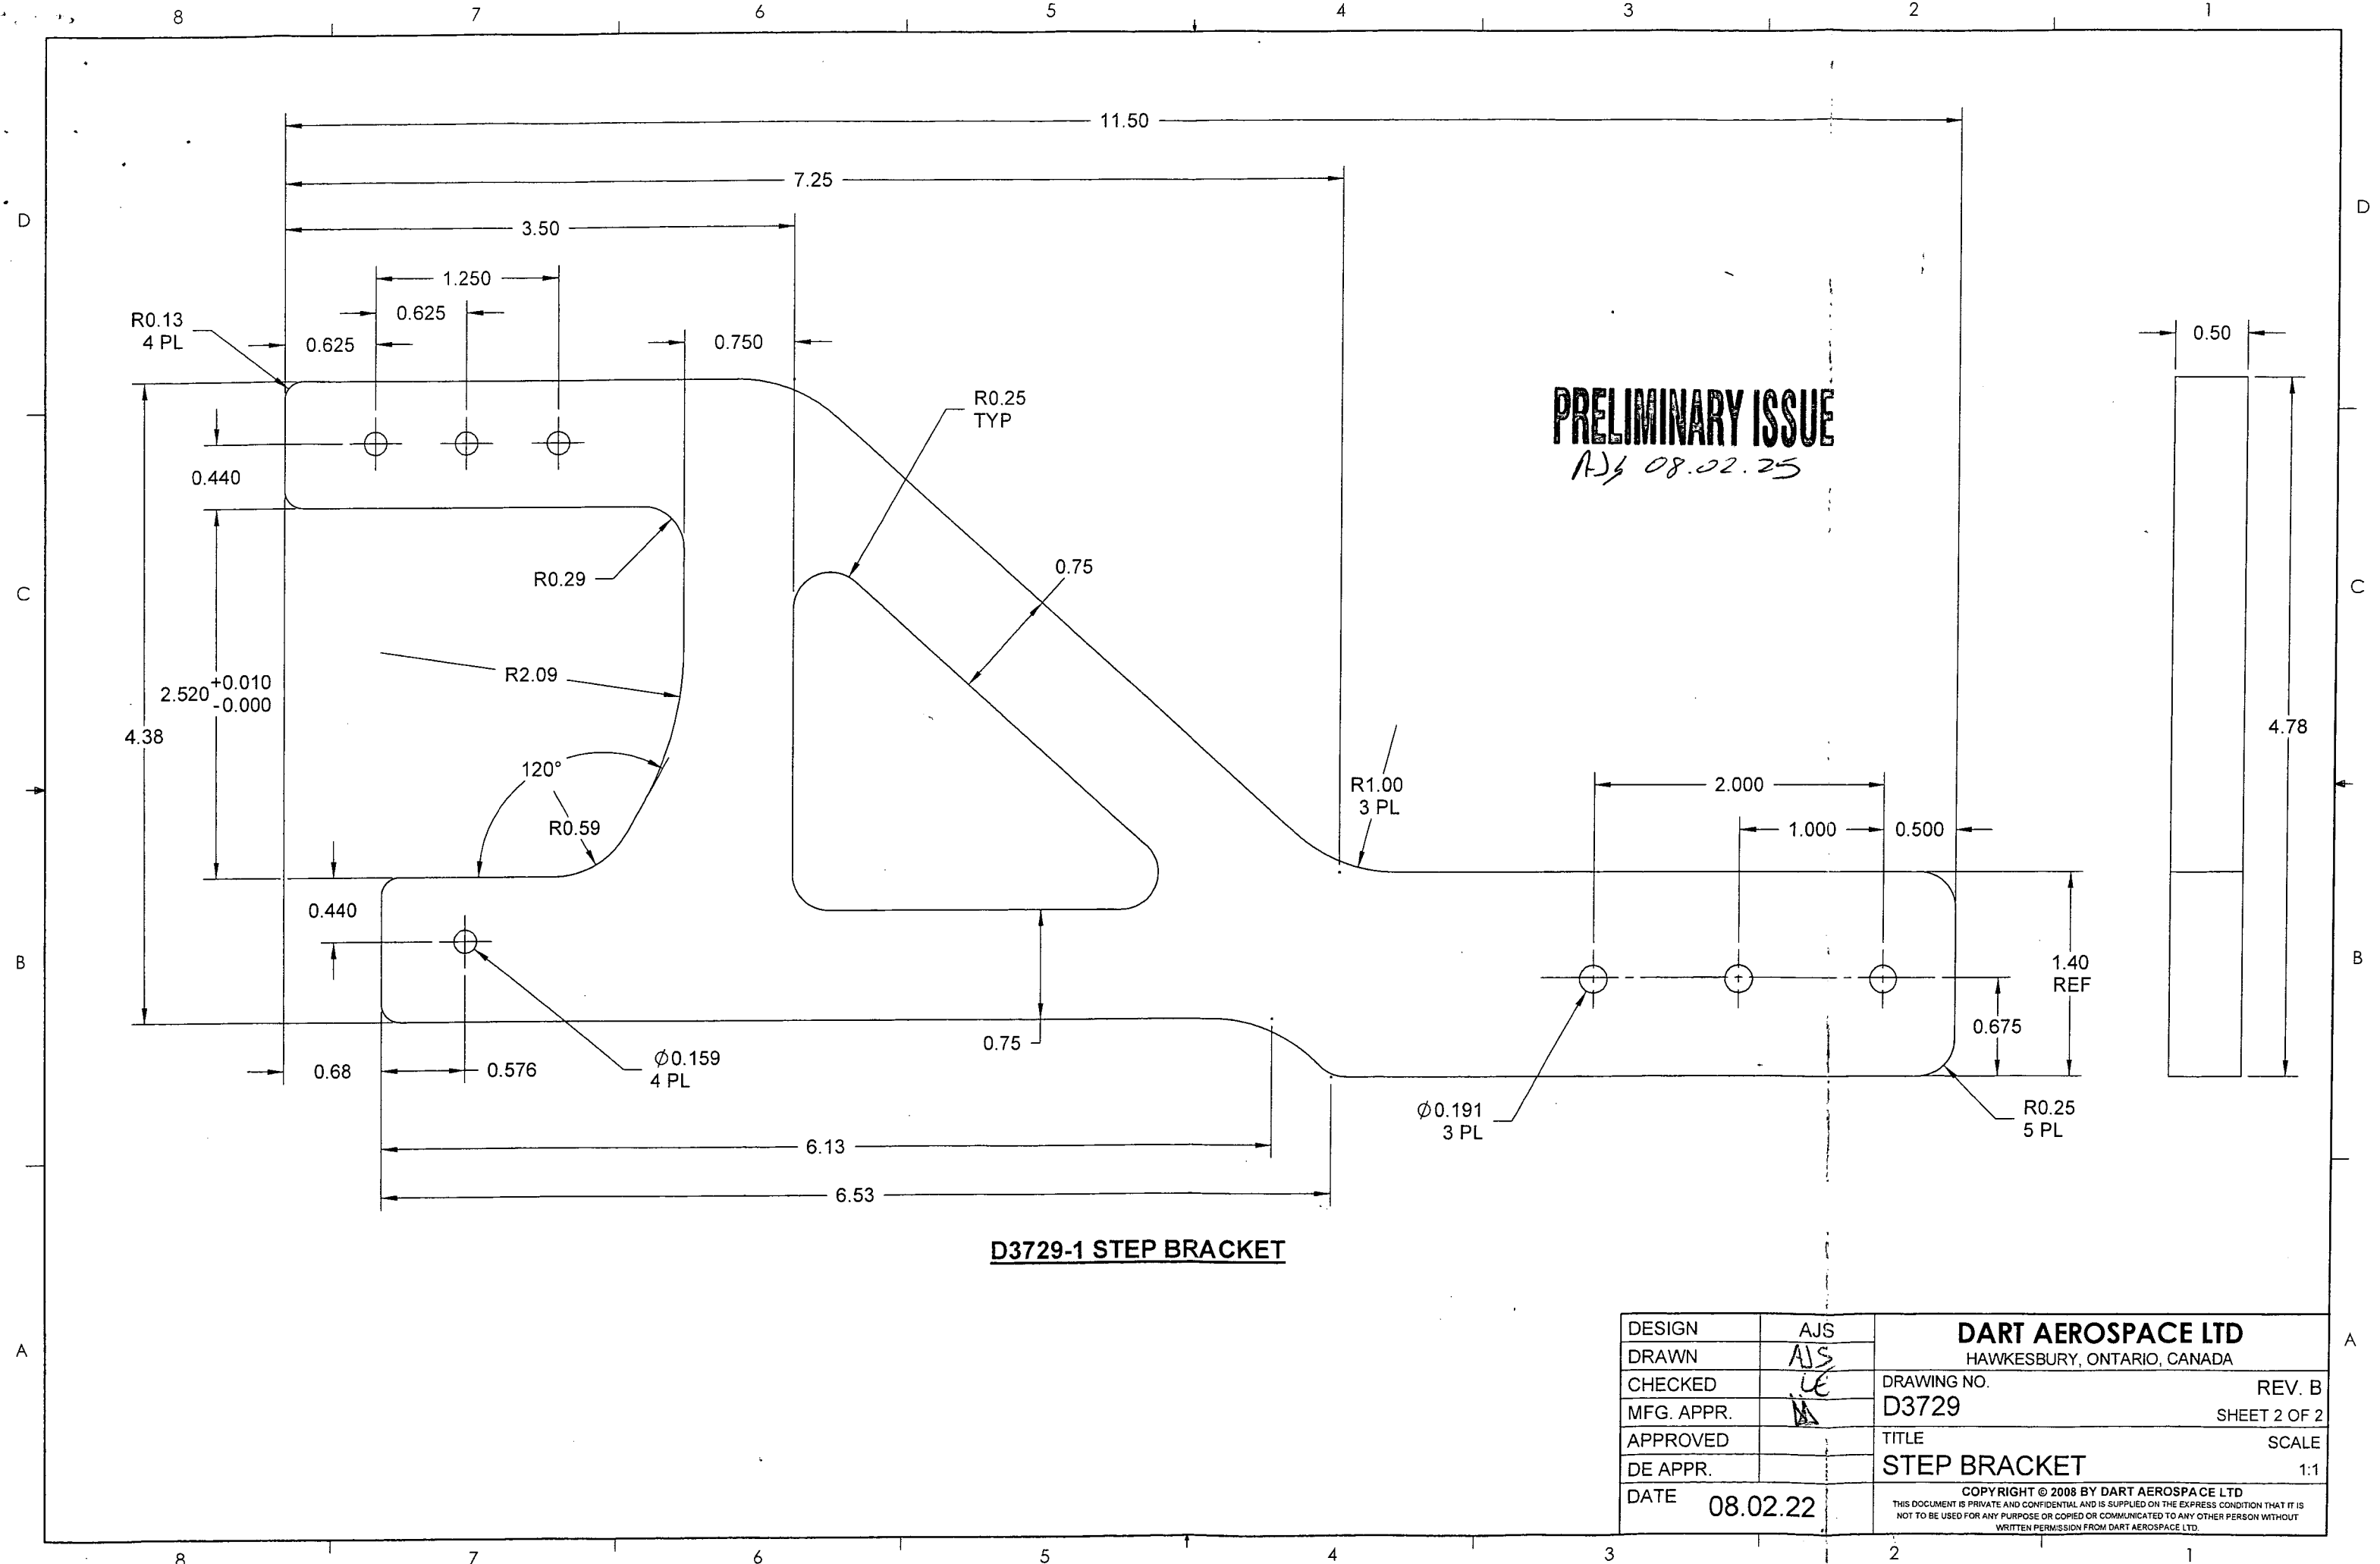 8 7 6 5 4 3 2 1
11.50
7.25
D D
3.50
1.250
0.625
R0.13
4 PL
0.625
0.750
0.50
R0.25
TYP
PRELIMINARY ISSUE
AJS 08.02.25
0.440
0.75
R0.29
C C
R2.09
2.520 +0.010
-0.000
4.38
4.78
120°
R0.59
R1.00
3 PL
2.000
1.000
0.500
0.440
B B
1.40
REF
0.675
0.75
0.68
0.576
Ø0.159
4 PL
Ø0.191
3 PL
R0.25
5 PL
6.13
6.53
D3729-1 STEP BRACKET
A A
DESIGN AJS
DRAWN AJS
CHECKED
MFG. APPR.
APPROVED
DE APPR.
DATE 08.02.22
DART AEROSPACE LTD
HAWKESBURY, ONTARIO, CANADA
DRAWING NO. REV. B
D3729 SHEET 2 OF 2
TITLE SCALE
STEP BRACKET 1:1
COPYRIGHT © 2008 BY DART AEROSPACE LTD
THIS DOCUMENT IS PRIVATE AND CONFIDENTIAL AND IS SUPPLIED ON THE EXPRESS CONDITION THAT IT IS
NOT TO BE USED FOR ANY PURPOSE OR COPIED OR COMMUNICATED TO ANY OTHER PERSON WITHOUT
WRITTEN PERMISSION FROM DART AEROSPACE LTD.
8 7 6 5 4 3 2 1